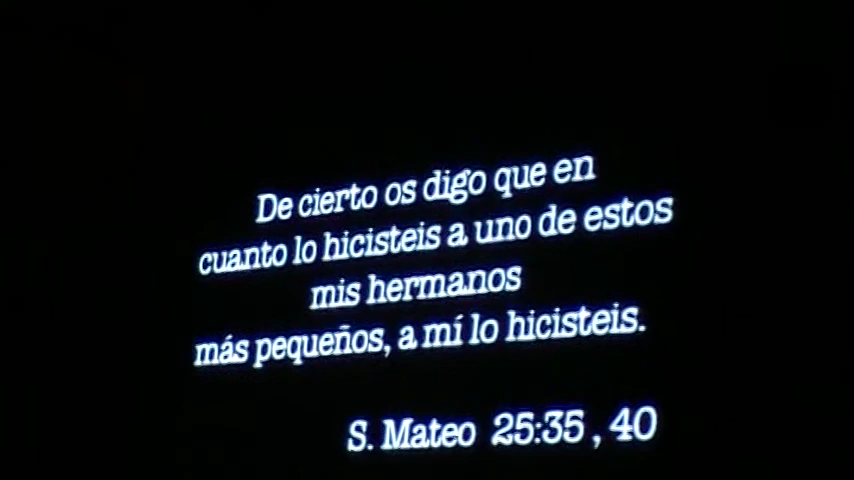 De cierto os digo que en
cuanto lo hicisteis a uno de estos
mis hermanos
más pequeños, a mí lo hicisteis.
S. Mateo 25:35 , 40